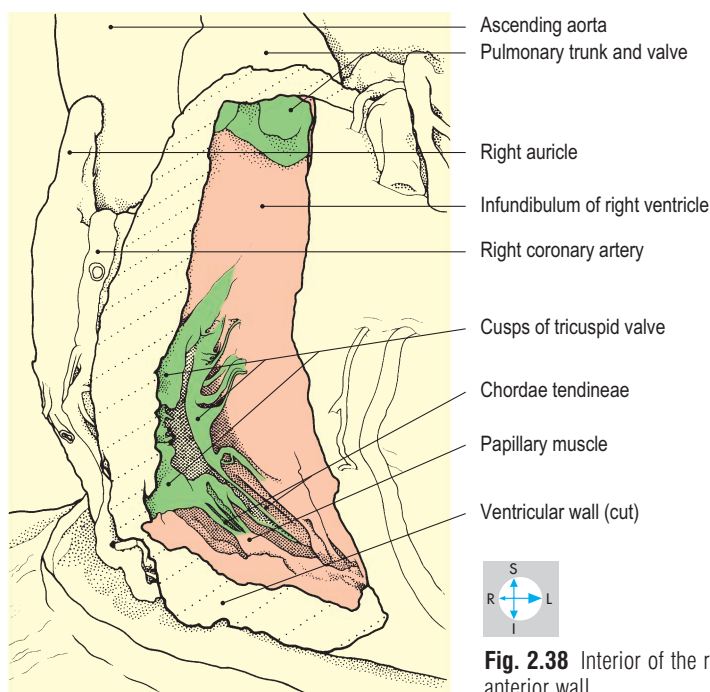 Ascending aorta
Pulmonary trunk and valve
Right auricle
Infundibulum of right ventricle
Right coronary artery
Cusps of tricuspid valve
Chordae tendineae
Papillary muscle
Ventricular wall (cut)
S
R L
I
Fig. 2.38 Interior of the r
anterior wall